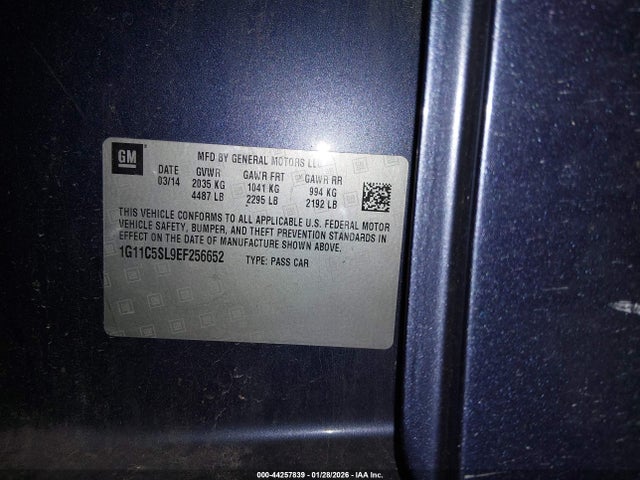 GM
MFD BY GENERAL MOTORS LLC
DATE GVWR GAWR FRT GAWR RR
03/14 2035 KG 1041 KG 994 KG
4487 LB 2295 LB 2192 LB
THIS VEHICLE CONFORMS TO ALL APPLICABLE U.S. FEDERAL MOTOR
VEHICLE SAFETY, BUMPER, AND THEFT PREVENTION STANDARDS IN
EFFECT ON THE DATE OF MANUFACTURE SHOWN ABOVE.
1G11C5SL9EF256652 TYPE: PASS CAR
000-44257839 - 01/28/2026 - IAA Inc.